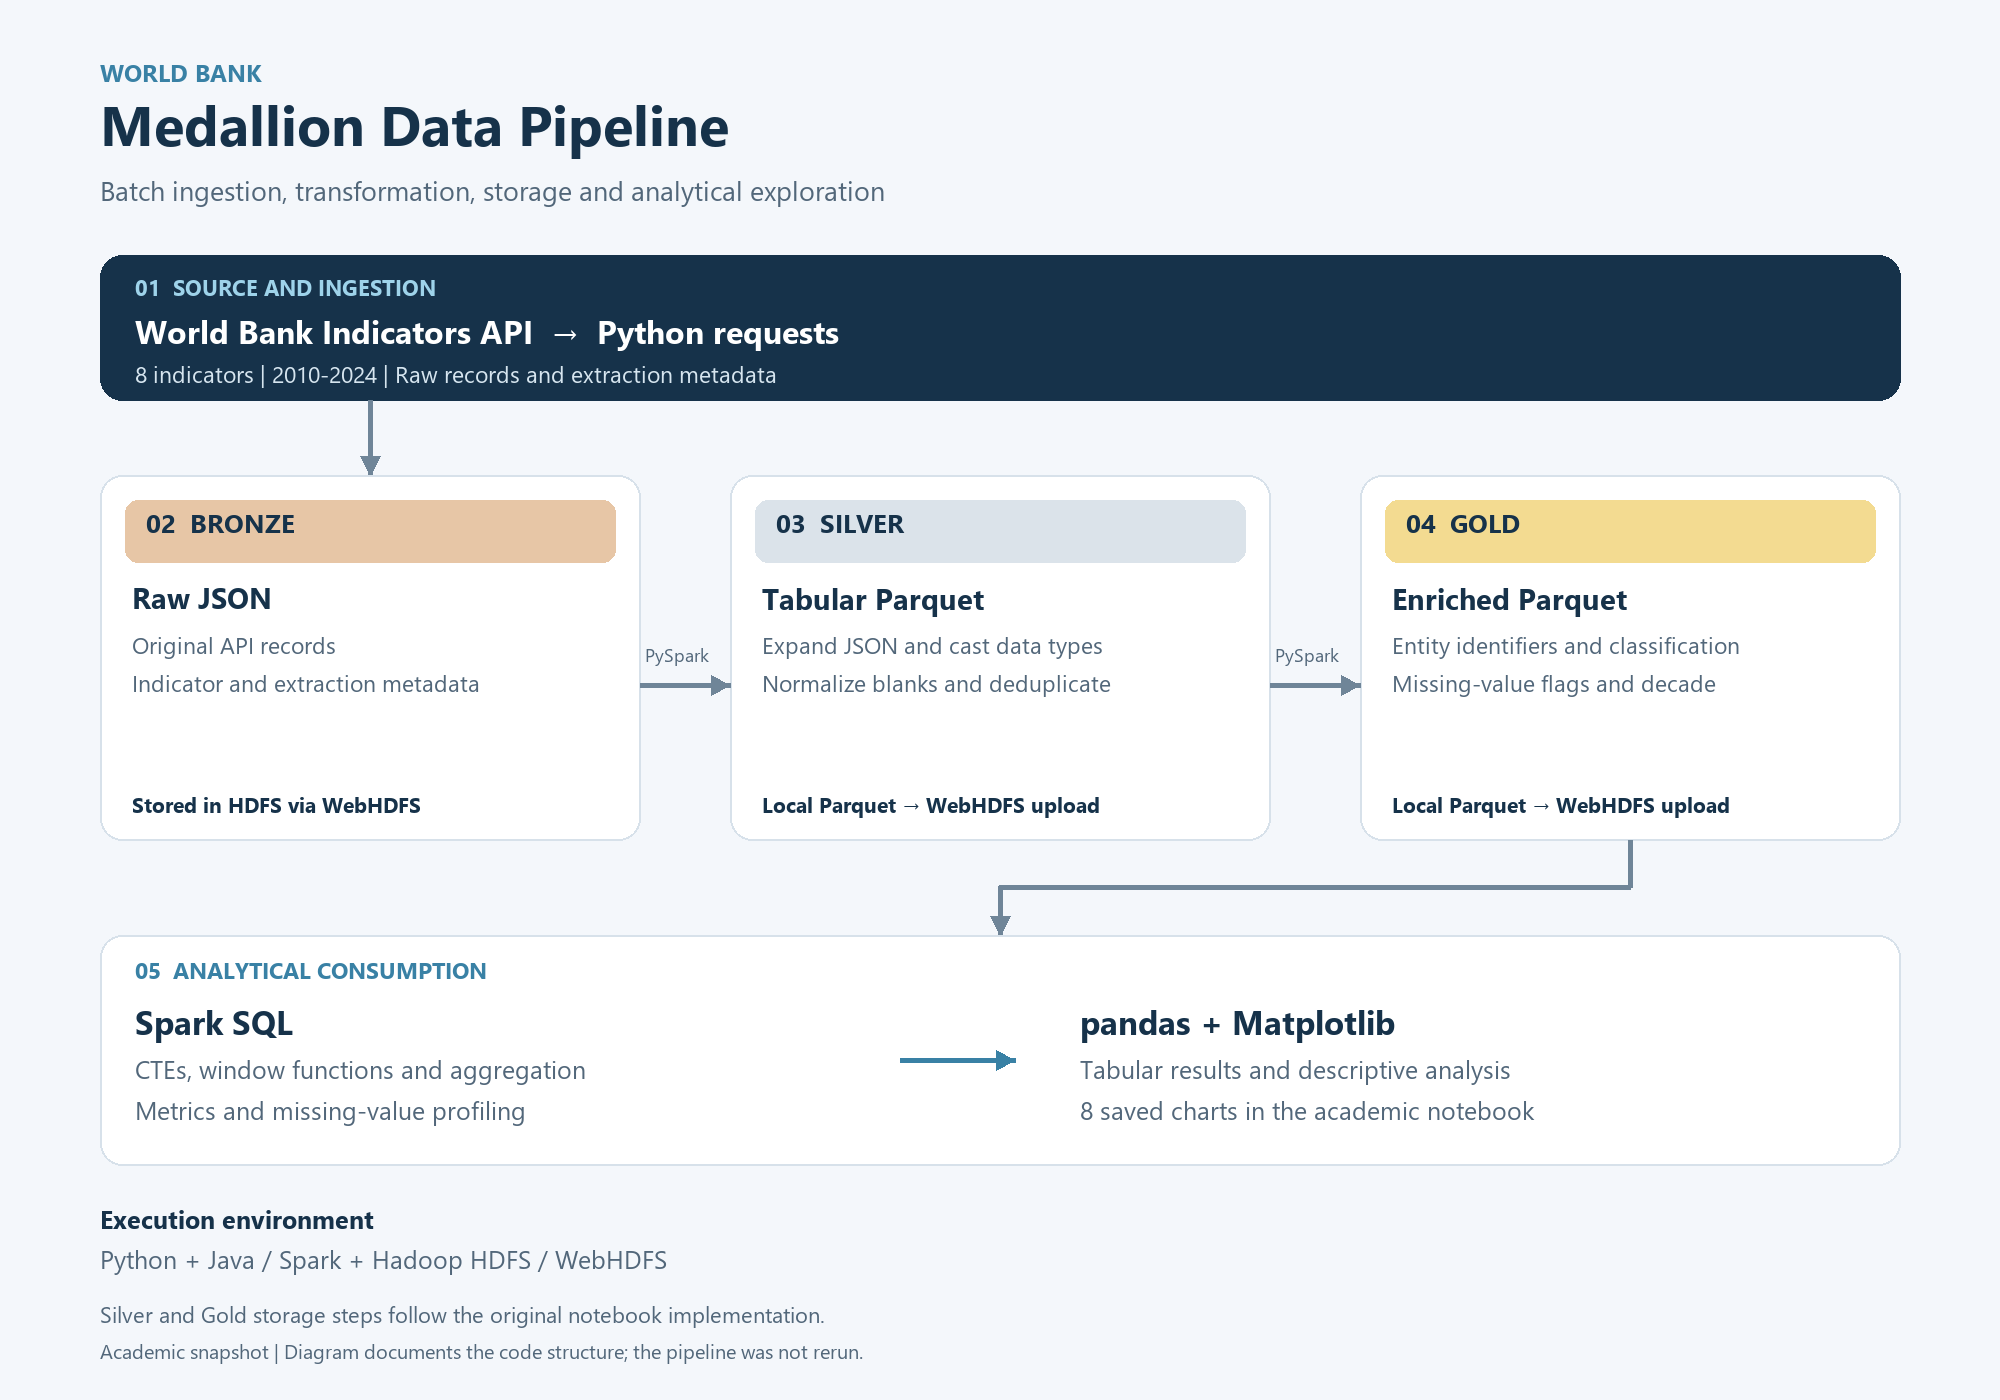 WORLD BANK
Medallion Data Pipeline
Batch ingestion, transformation, storage and analytical exploration
01 SOURCE AND INGESTION
World Bank Indicators API → Python requests
8 indicators | 2010-2024 | Raw records and extraction metadata
02 BRONZE
Raw JSON
Original API records
Indicator and extraction metadata
Stored in HDFS via WebHDFS
PySpark
03 SILVER
Tabular Parquet
Expand JSON and cast data types
Normalize blanks and deduplicate
Local Parquet → WebHDFS upload
PySpark
04 GOLD
Enriched Parquet
Entity identifiers and classification
Missing-value flags and decade
Local Parquet → WebHDFS upload
05 ANALYTICAL CONSUMPTION
Spark SQL
CTEs, window functions and aggregation
Metrics and missing-value profiling
pandas + Matplotlib
Tabular results and descriptive analysis
8 saved charts in the academic notebook
Execution environment
Python + Java / Spark + Hadoop HDFS / WebHDFS
Silver and Gold storage steps follow the original notebook implementation.
Academic snapshot | Diagram documents the code structure; the pipeline was not rerun.